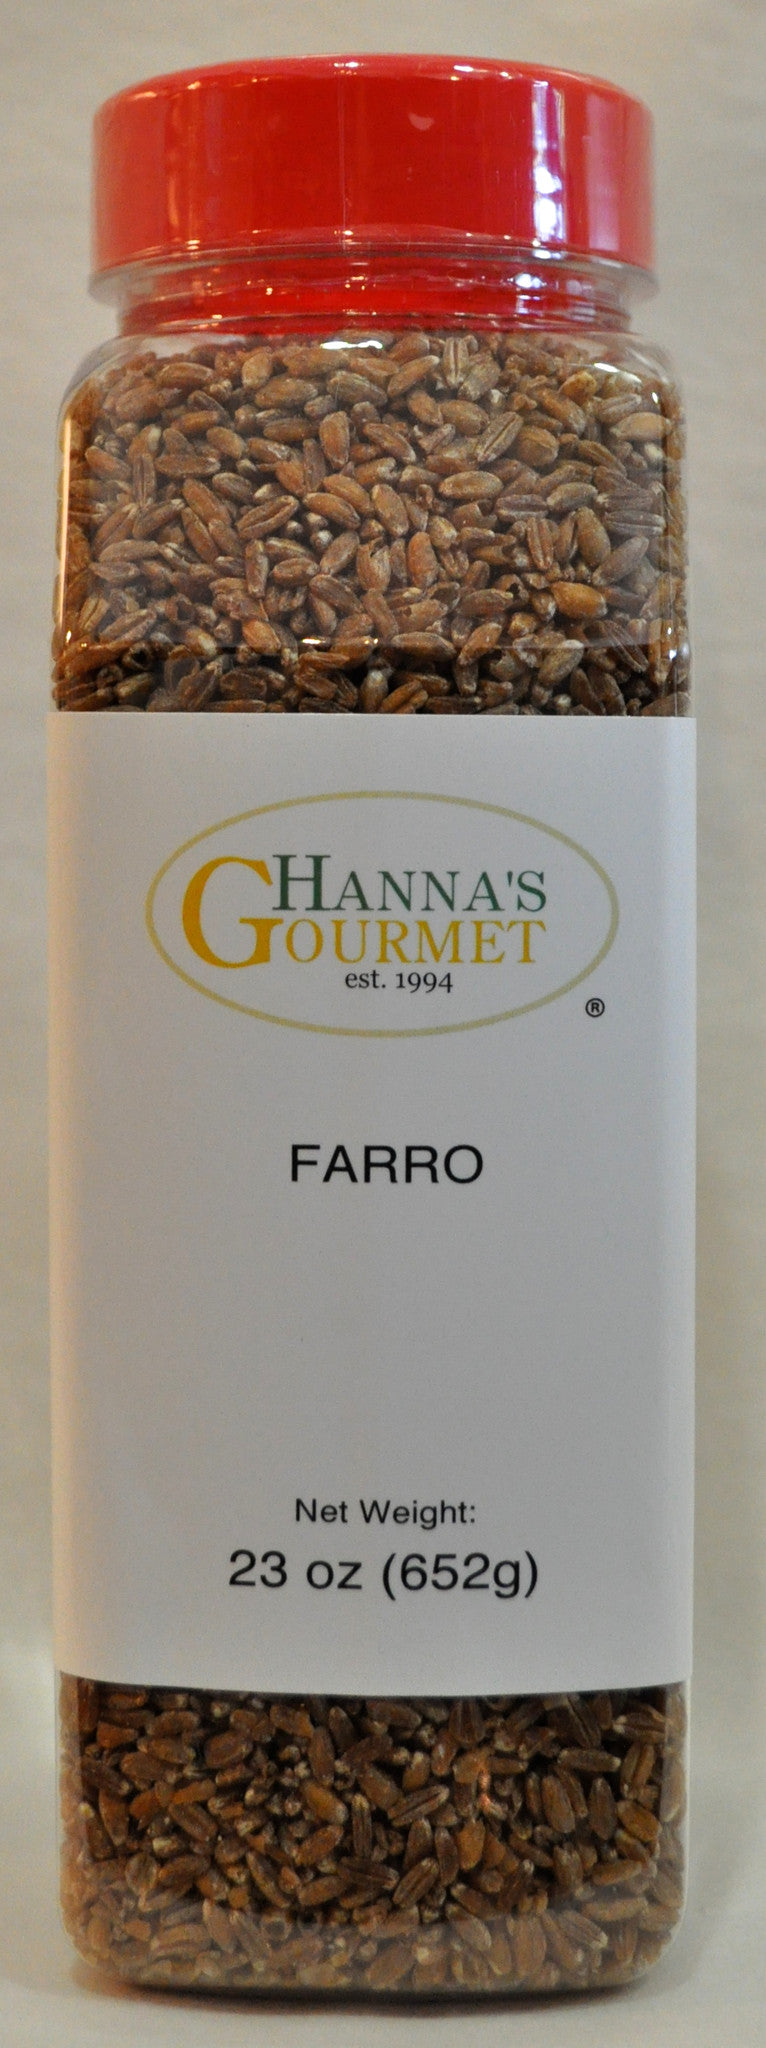 HANNA'S
GOURMET
est. 1994
®
FARRO
Net Weight:
23 oz (652g)